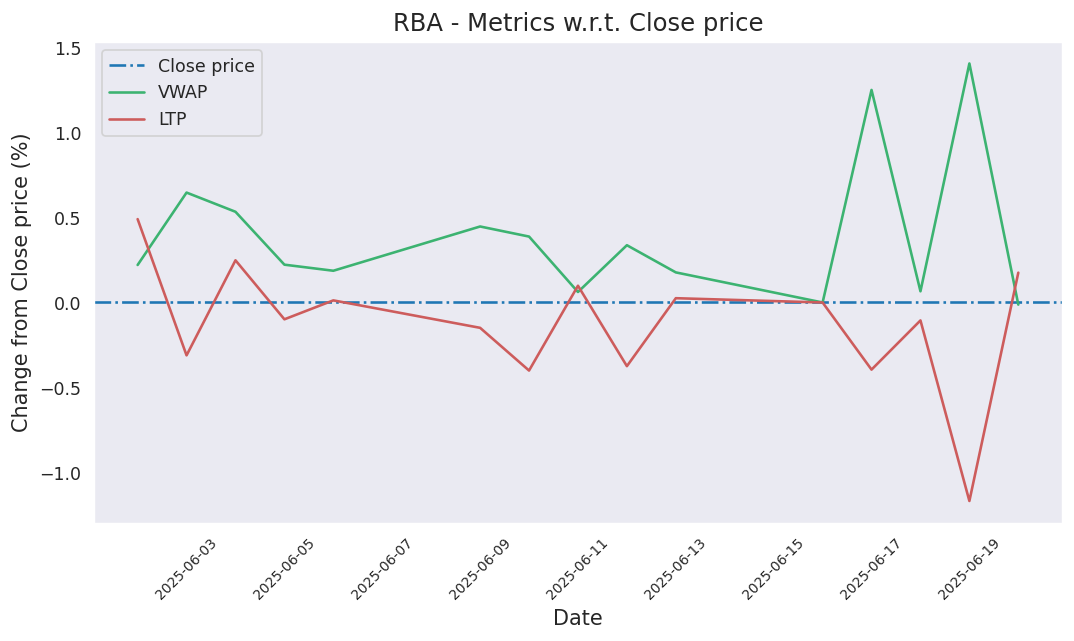 RBA - Metrics w.r.t. Close price
Close price
VWAP
LTP
Change from Close price (%)
1.5
1.0
0.5
0.0
−0.5
−1.0
2025-06-03
2025-06-05
2025-06-07
2025-06-09
2025-06-11
2025-06-13
2025-06-15
2025-06-17
2025-06-19
Date